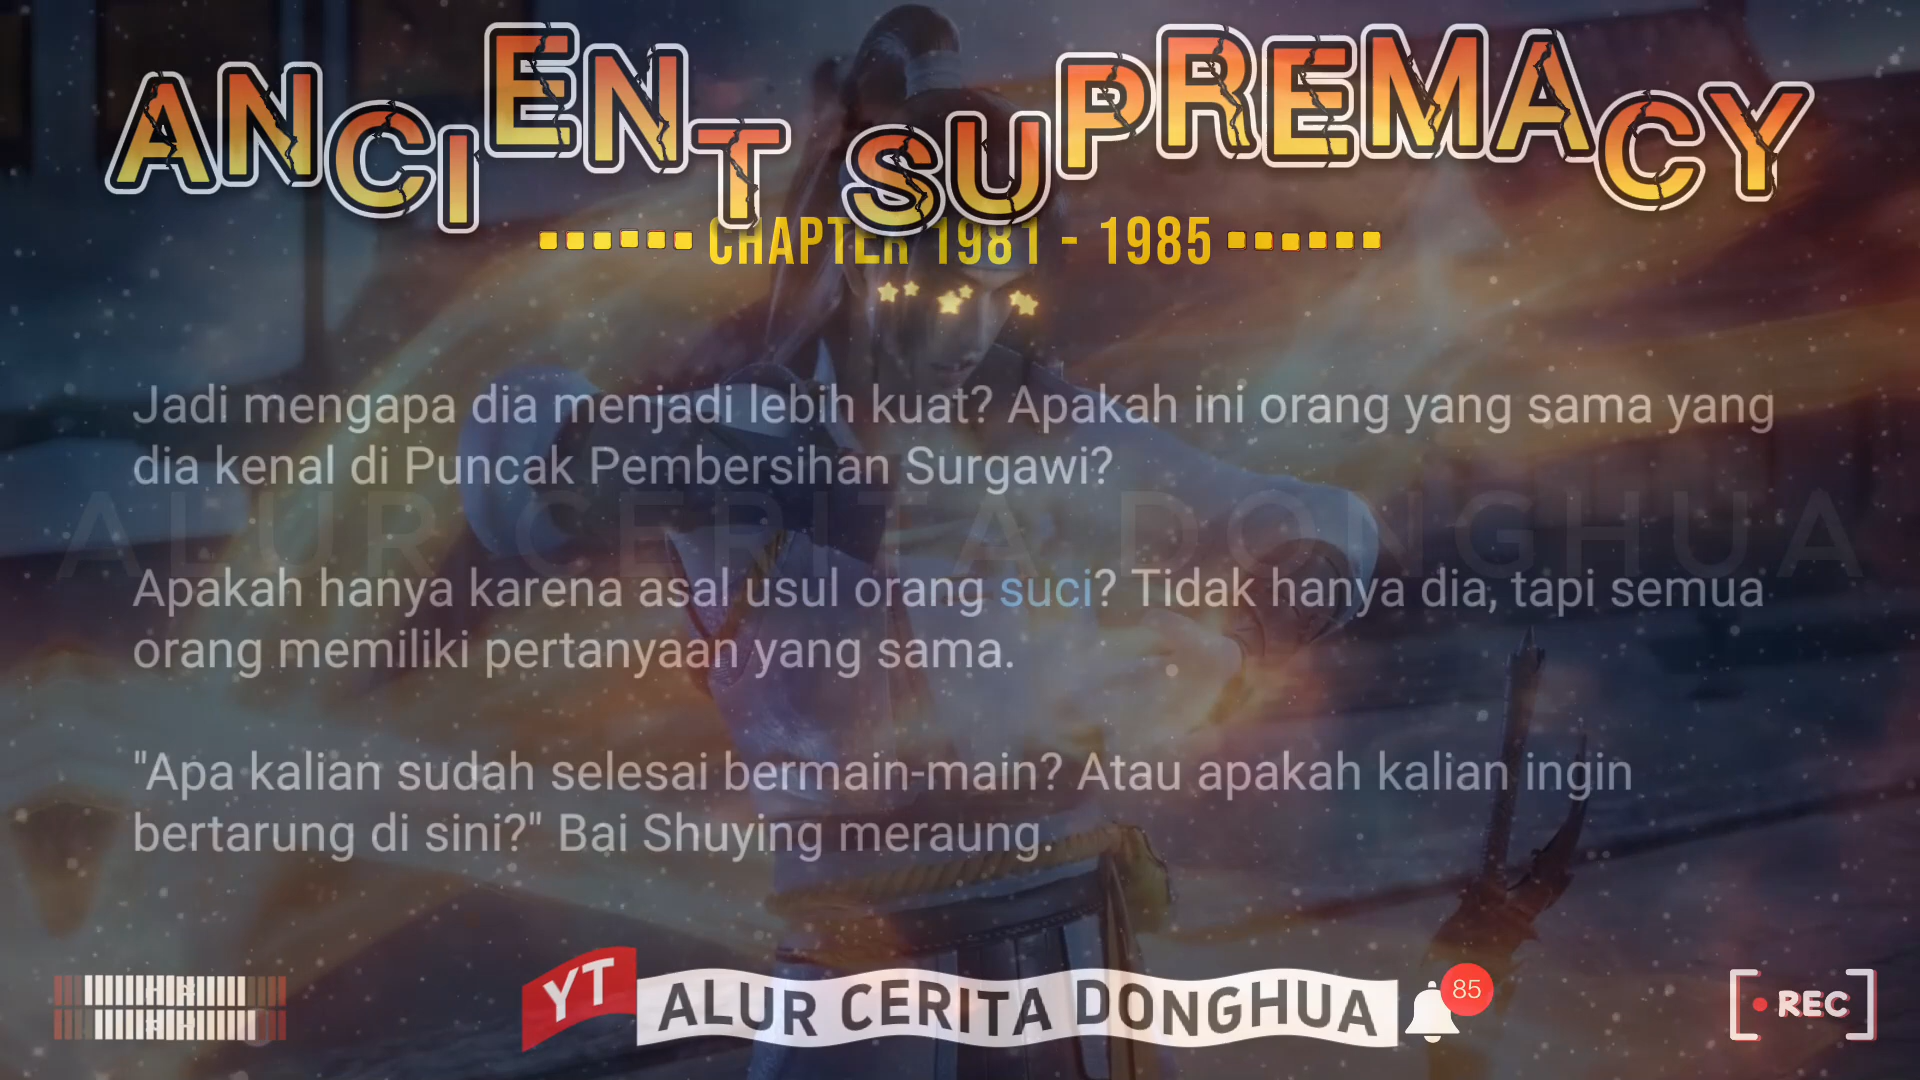 ANCIENT SUPREMACY
CHAPTER 1981 - 1985
Jadi mengapa dia menjadi lebih kuat? Apakah ini orang yang sama yang
dia kenal di Puncak Pembersihan Surgawi?
ALUR CERITA DONGHUA
Apakah hanya karena asal usul orang suci? Tidak hanya dia, tapi semua
orang memiliki pertanyaan yang sama.
"Apa kalian sudah selesai bermain-main? Atau apakah kalian ingin
bertarung di sini?" Bai Shuying meraung.
YT ALUR CERITA DONGHUA 85
REC